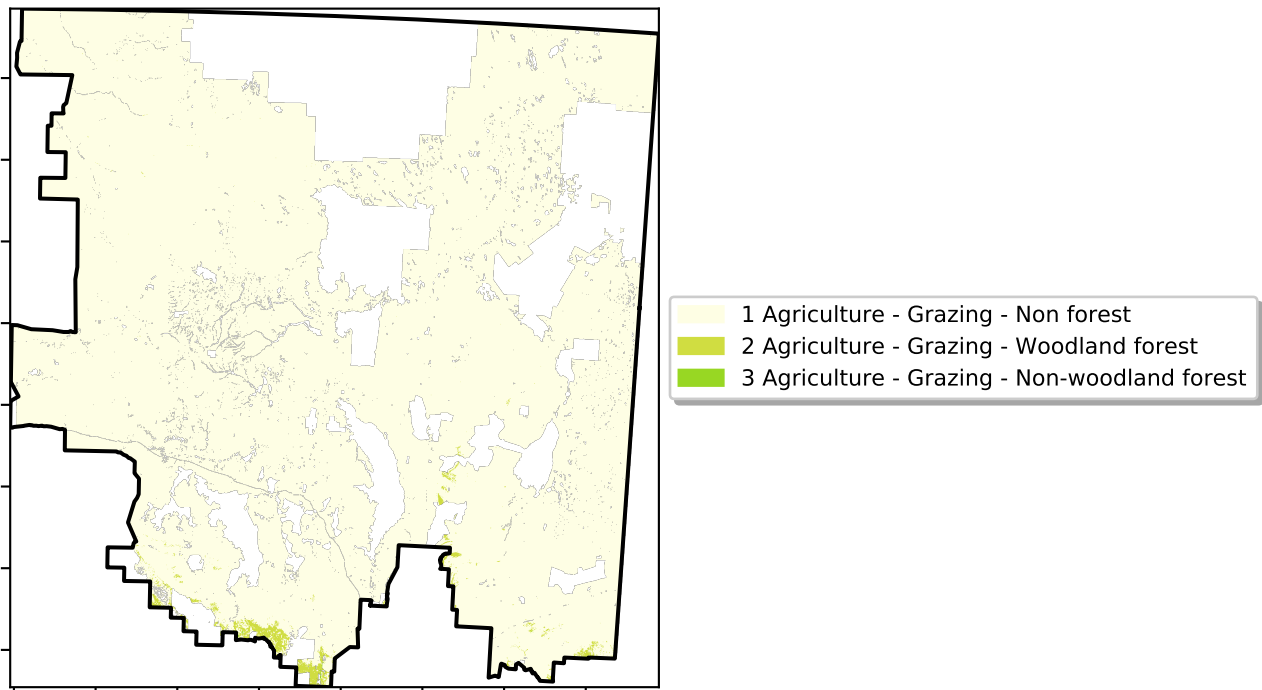 1 Agriculture - Grazing - Non forest
2 Agriculture - Grazing - Woodland forest
3 Agriculture - Grazing - Non-woodland forest